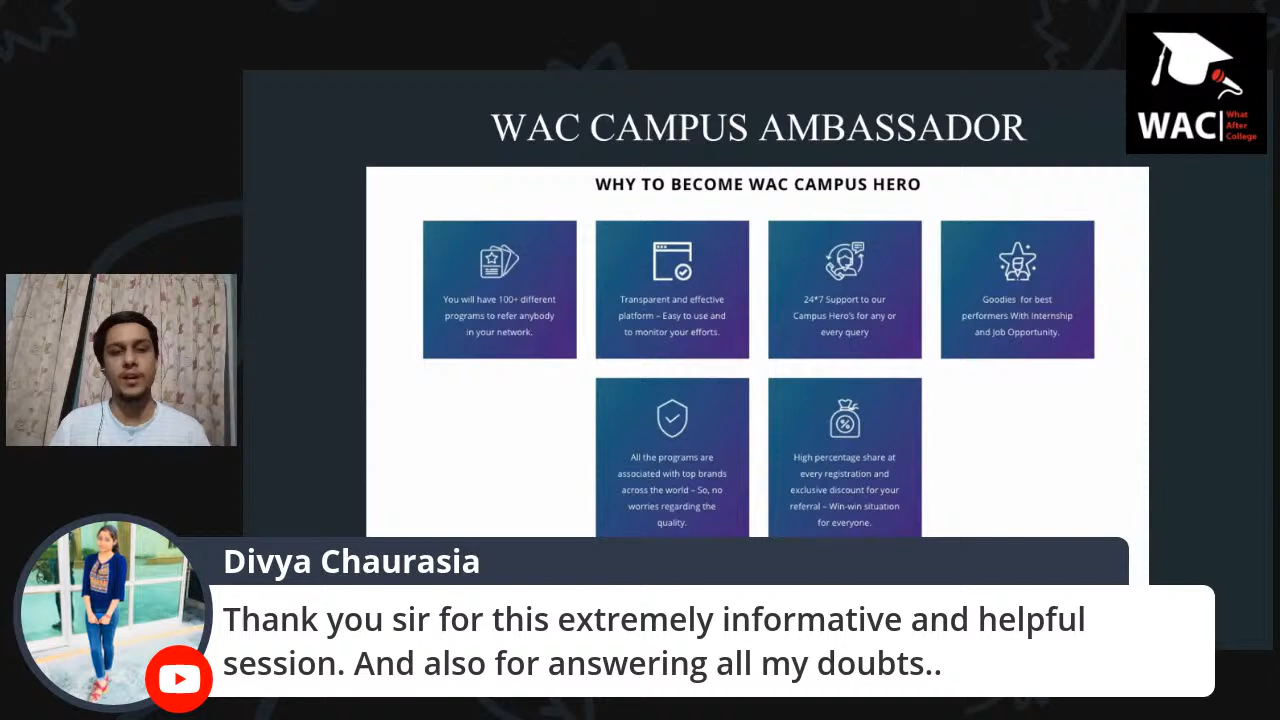 WAC CAMPUS AMBASSADOR
WAC
What
After
College
WHY TO BECOME WAC CAMPUS HERO
You will have 100+ different
programs to refer anybody
in your network.
Transparent and effective
platform – Easy to use and
to monitor your efforts.
24*7 Support to our
Campus Hero's for any or
every query
Goodies for best
performers With Internship
and Job Opportunity.
All the programs are
associated with top brands
across the world – So, no
worries regarding the
quality.
High percentage share at
every registration and
exclusive discount for your
referral – Win-win situation
for everyone.
Divya Chaurasia
Thank you sir for this extremely informative and helpful
session. And also for answering all my doubts..